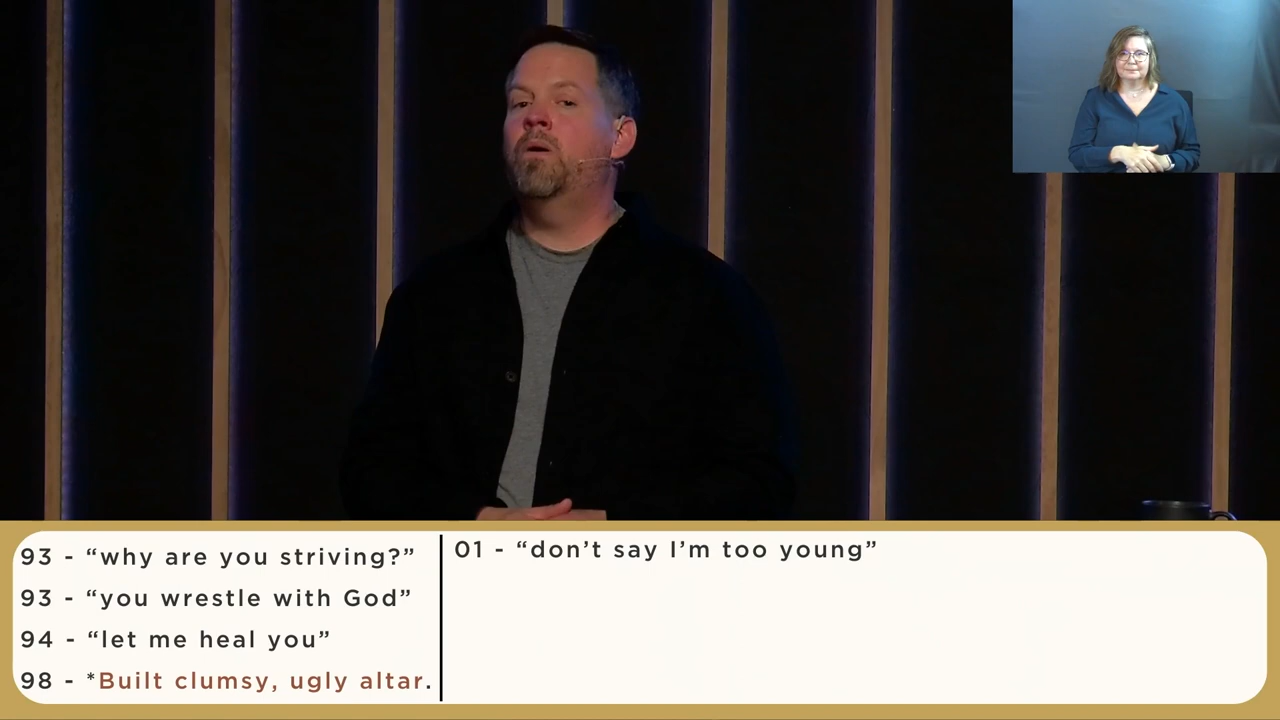 93 - “why are you striving?”
93 - “you wrestle with God”
94 - “let me heal you”
98 - *Built clumsy, ugly altar.
01 - “don’t say I’m too young”